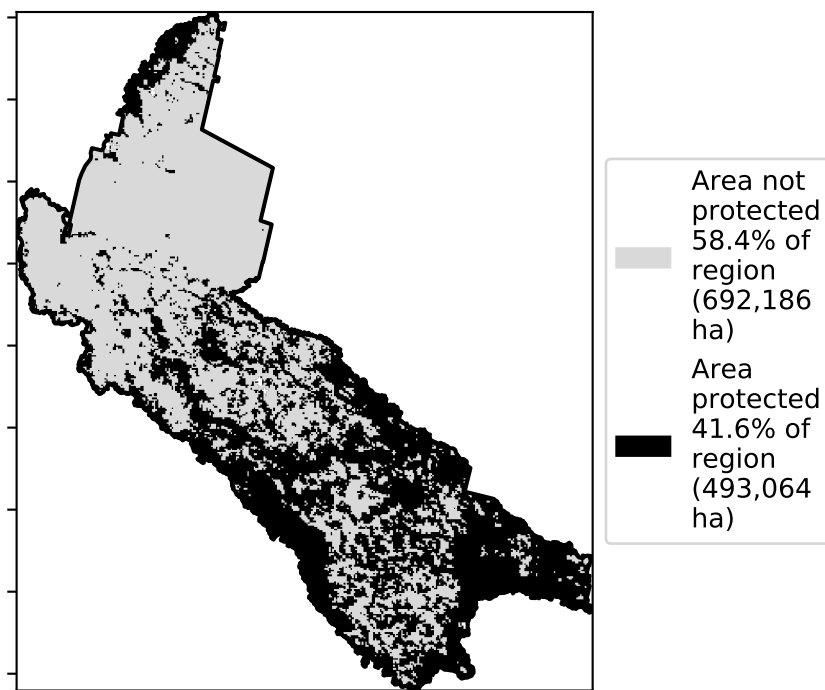 Area not
protected
58.4% of
region
(692,186
ha)
Area
protected
41.6% of
region
(493,064
ha)